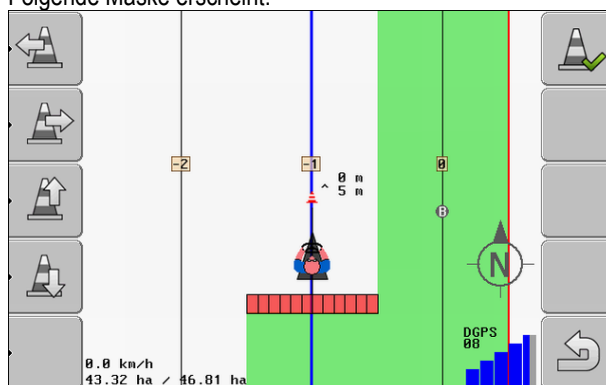 Folgende Maske erscheint:
-2
-1
0
0 m
^ 5 m
B
N
DGPS
08
0.0 km/h
43.32 ha / 46.81 ha